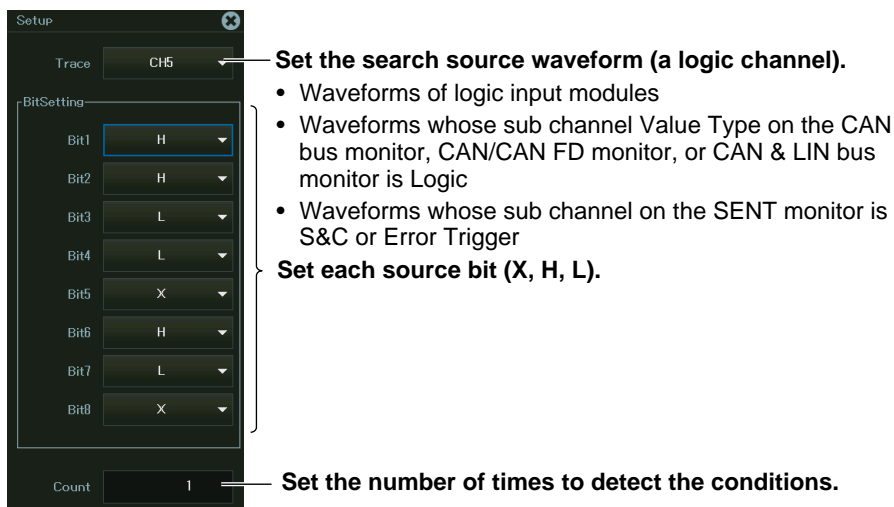 Setup
Trace CH5
Set the search source waveform (a logic channel).
• Waveforms of logic input modules
• Waveforms whose sub channel Value Type on the CAN
bus monitor, CAN/CAN FD monitor, or CAN & LIN bus
monitor is Logic
• Waveforms whose sub channel on the SENT monitor is
S&C or Error Trigger
BitSetting
Bit1 H
Bit2 H
Bit3 L
Bit4 L
Bit5 X
Bit6 H
Bit7 L
Bit8 X
Set each source bit (X, H, L).
Count 1
Set the number of times to detect the conditions.